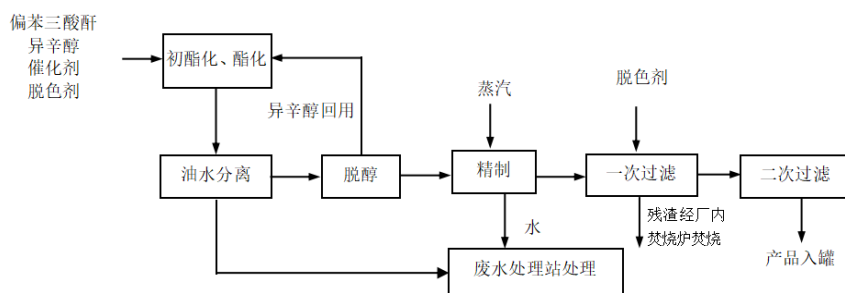 偏苯三酸酐
异辛醇
催化剂
脱色剂
初酯化、酯化
异辛醇回用
蒸汽
脱色剂
油水分离
脱醇
精制
一次过滤
二次过滤
水
残渣经厂内
焚烧炉焚烧
产品入罐
废水处理站处理